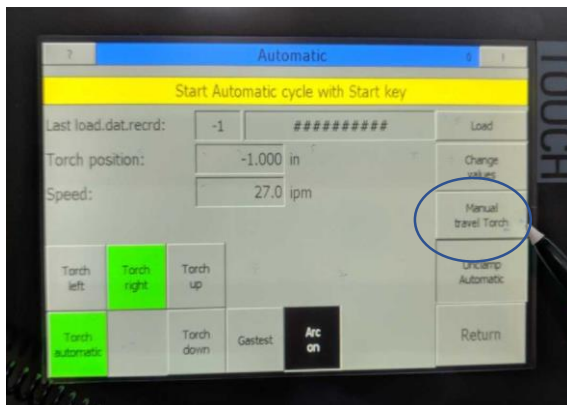 ?
Automatic
0
1
Start Automatic cycle with Start key
Last load.dat.recrd:
-1
##########
Load
Torch position:
-1.000 in
Change
values
Speed:
27.0 ipm
Manual
travel Torch
Torch
left
Torch
right
Torch
up
Unclamp
Automatic
Torch
automatic
Torch
down
Gastest
Arc
on
Return
TOUCH